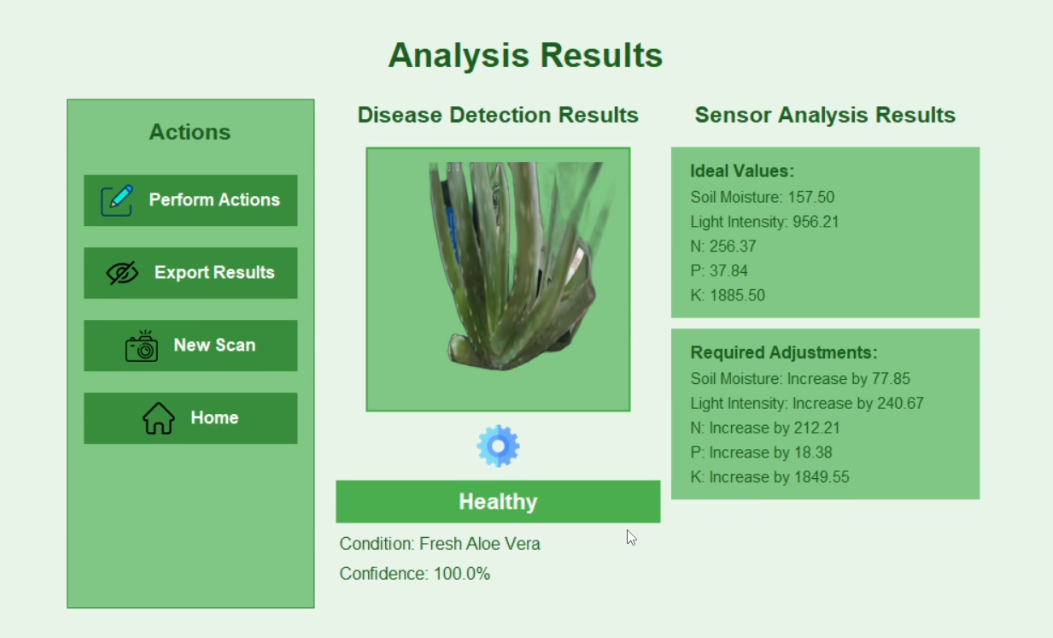 Analysis Results
Actions
Perform Actions
Export Results
New Scan
Home
Disease Detection Results
Healthy
Condition: Fresh Aloe Vera
Confidence: 100.0%
Sensor Analysis Results
Ideal Values:
Soil Moisture: 157.50
Light Intensity: 956.21
N: 256.37
P: 37.84
K: 1885.50
Required Adjustments:
Soil Moisture: Increase by 77.85
Light Intensity: Increase by 240.67
N: Increase by 212.21
P: Increase by 18.38
K: Increase by 1849.55